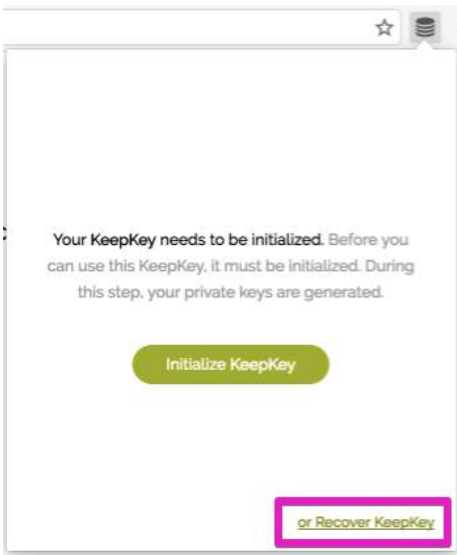 Your KeepKey needs to be initialized. Before you
can use this KeepKey, it must be initialized. During
this step, your private keys are generated.
Initialize KeepKey
or Recover KeepKey